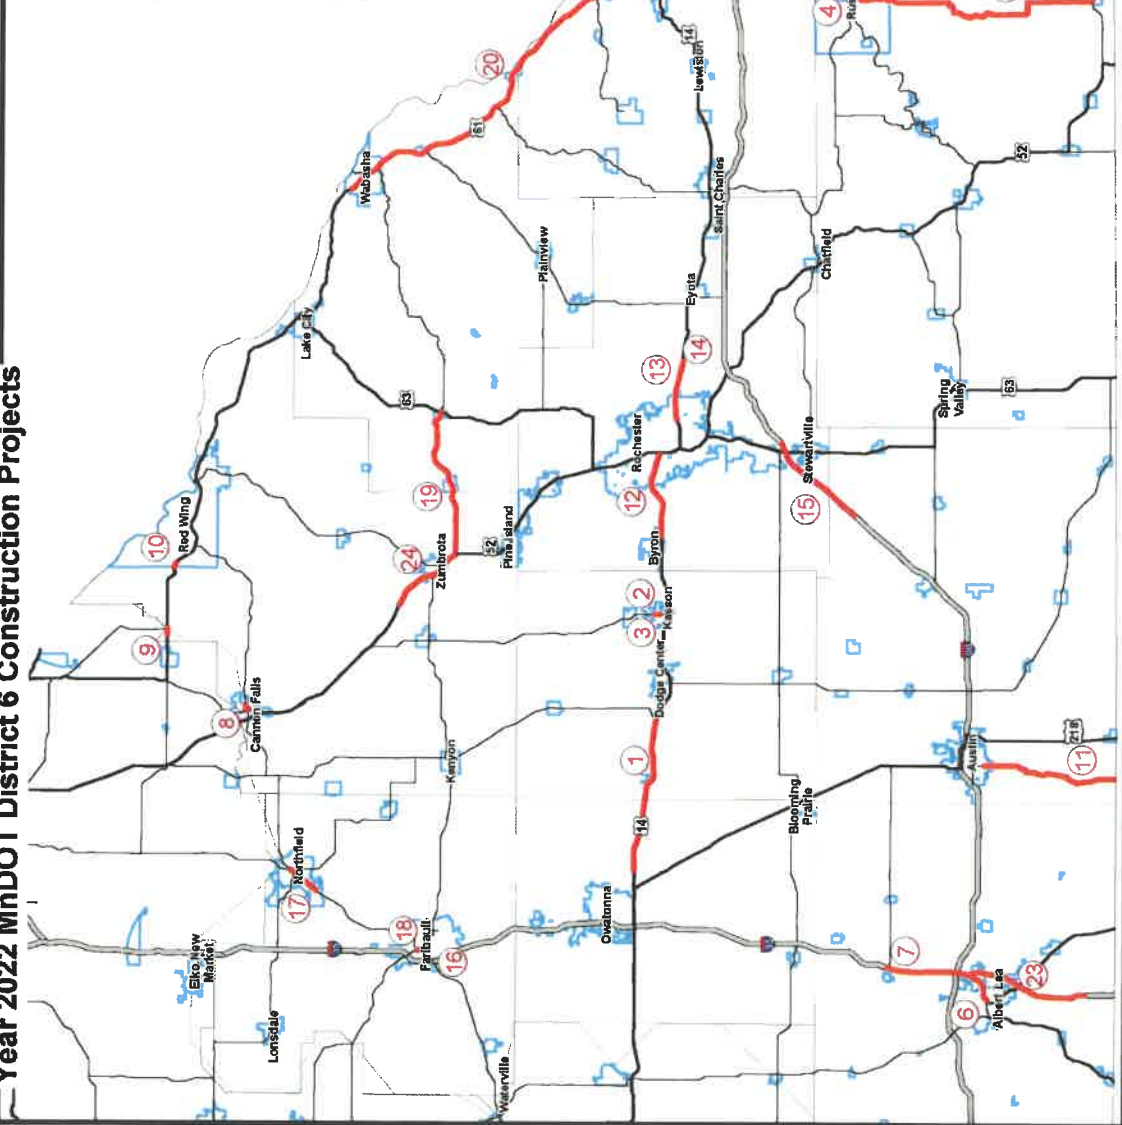 Year 2022 MnDOT District 6 Construction Projects
20
61
Wabasha
14
Lewiston
4
Saint Charles
52
Plainview
Lake City
Eyota
Chatfield
13
14
63
Rochester
Spring
Valley
63
10
Red Wing
19
12
Stewartville
15
24
Zumbrota
52
Pine Island
Byron
2
3
Kasson
9
8
Cannon Falls
Dodge Center
Kenyon
1
14
Austin
218
11
Blooming
Prairie
Northfield
17
18
Faribault
16
Owatonna
Elko New
Market
Lonsdale
7
23
6
Albert Lea
Waterville